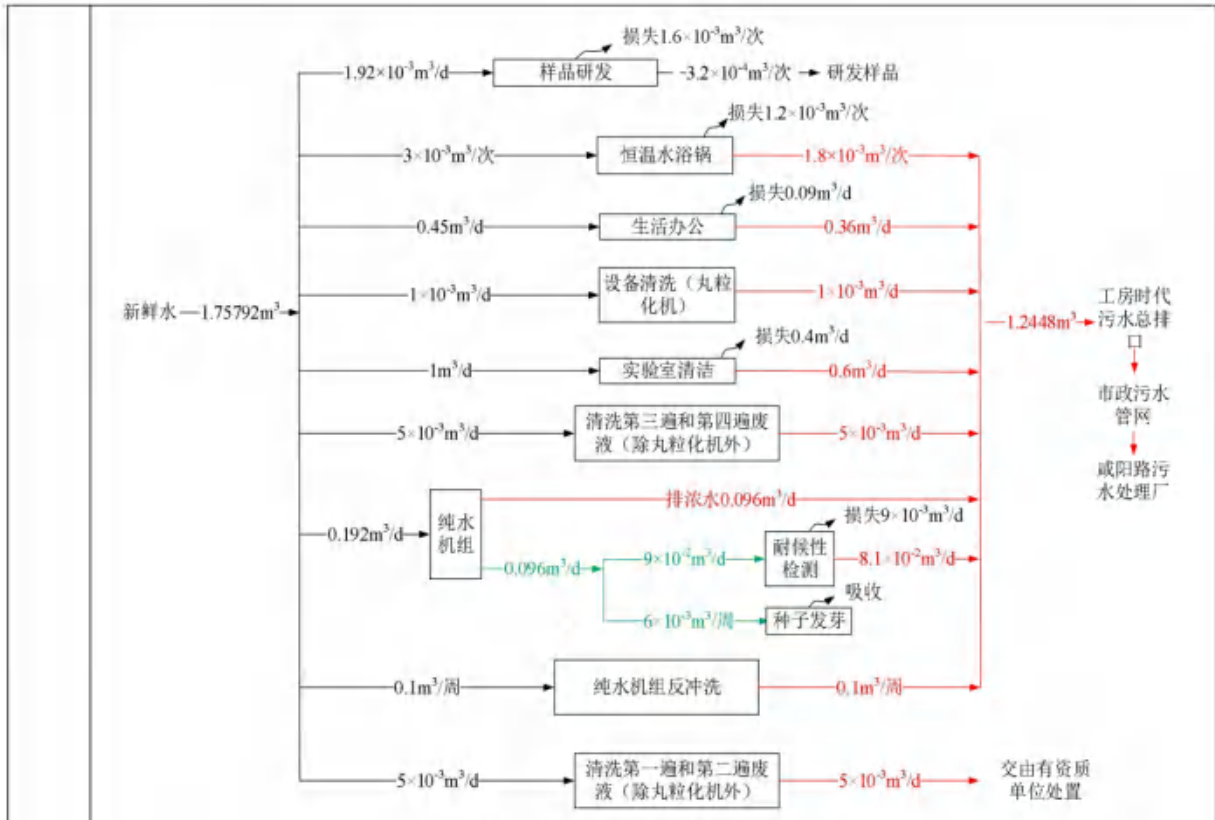 损失1.6×10⁻³m³/次
1.92×10⁻³m³/d
样品研发
3.2×10⁻⁴m³/次
研发样品
损失1.2×10⁻³m³/次
3×10⁻³m³/次
恒温水浴锅
1.8×10⁻³m³/次
损失0.09m³/d
0.45m³/d
生活办公
0.36m³/d
新鲜水
1.75792m³
1×10⁻³m³/d
设备清洗（丸粒
化机）
1×10⁻³m³/d
1.2448m³
工房时代
污水总排
口
损失0.4m³/d
1m³/d
实验室清洁
0.6m³/d
市政污水
管网
5×10⁻³m³/d
清洗第三遍和第四遍废
液（除丸粒化机外）
5×10⁻³m³/d
咸阳路污
水处理厂
排浓水0.096m³/d
0.192m³/d
纯水
机组
损失9×10⁻³m³/d
0.096m³/d
9×10⁻²m³/d
耐候性
检测
8.1×10⁻²m³/d
吸收
6×10⁻³m³/周
种子发芽
0.1m³/周
纯水机组反冲洗
0.1m³/周
5×10⁻³m³/d
清洗第一遍和第二遍废
液（除丸粒化机外）
5×10⁻³m³/d
交由有资质
单位处置